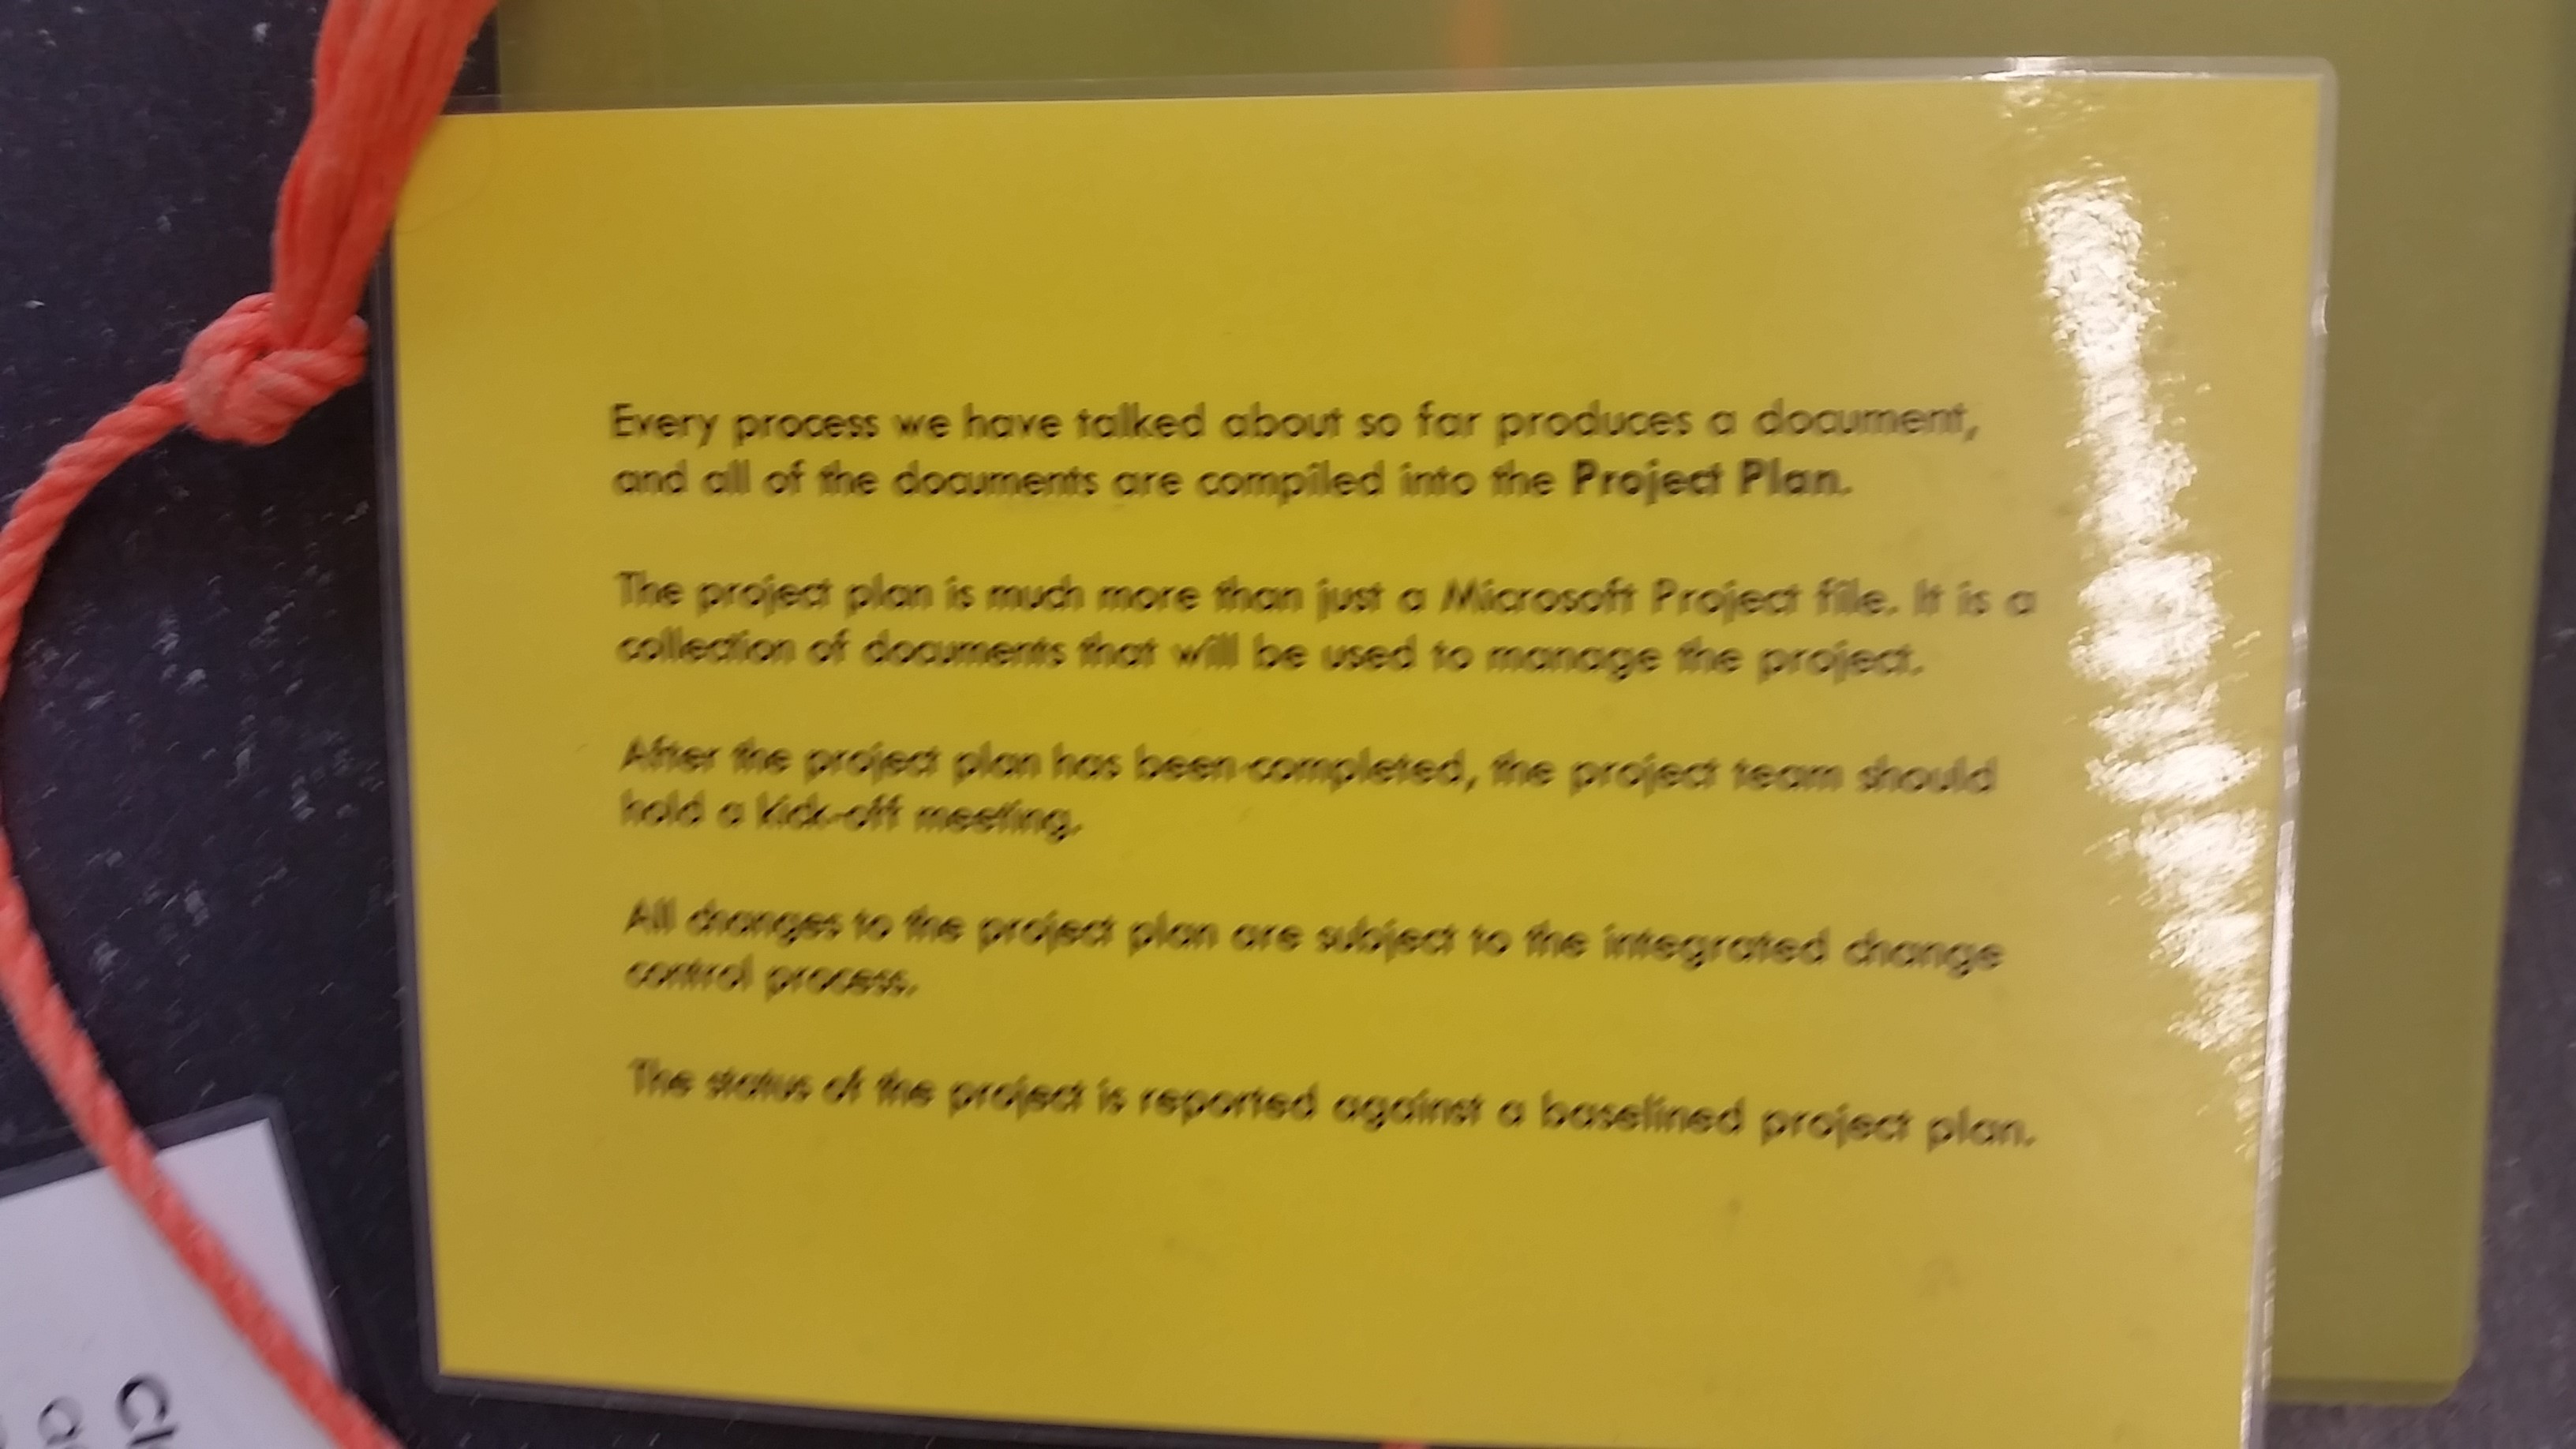 Every process we have talked about so far produces a document,
and all of the documents are compiled into the Project Plan.
The project plan is much more than just a Microsoft Project file. It is a
collection of documents that will be used to manage the project.
After the project plan has been completed, the project team should
hold a kick-off meeting.
All changes to the project plan are subject to the integrated change
control process.
The status of the project is reported against a baselined project plan.